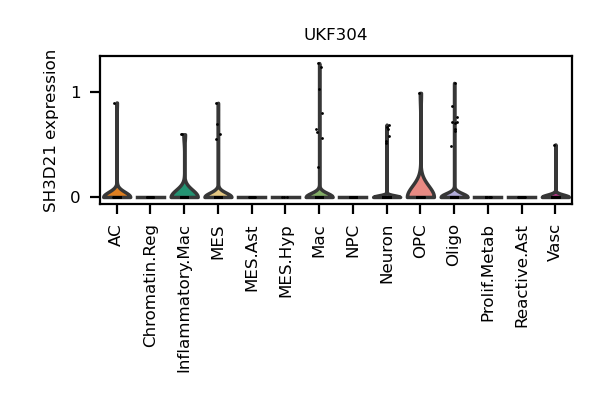 UKF304
SH3D21 expression
1
0
AC
Chromatin.Reg
Inflammatory.Mac
MES
MES.Ast
MES.Hyp
Mac
NPC
Neuron
OPC
Oligo
Prolif.Metab
Reactive.Ast
Vasc